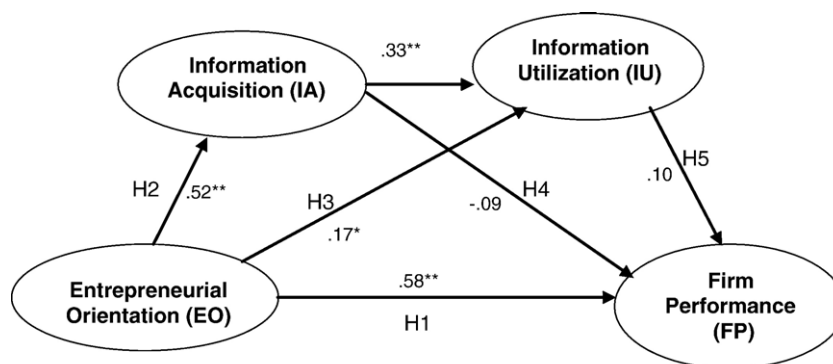 Information
Acquisition (IA)
.33**
Information
Utilization (IU)
H2
.52**
H3
.17*
H4
-.09
H5
.10
Entrepreneurial
Orientation (EO)
.58**
H1
Firm
Performance
(FP)